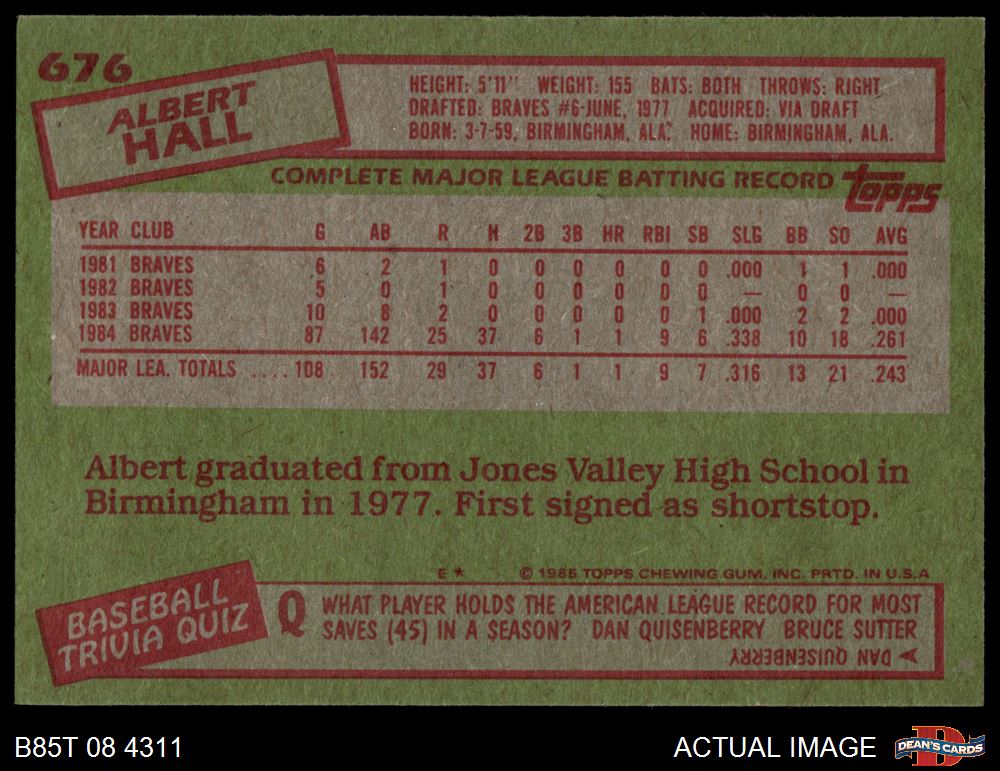 676
ALBERT
HALL
HEIGHT: 5'11" WEIGHT: 155 BATS: BOTH THROWS: RIGHT
DRAFTED: BRAVES #6-JUNE, 1977 ACQUIRED: VIA DRAFT
BORN: 3-7-59, BIRMINGHAM, ALA. HOME: BIRMINGHAM, ALA.
COMPLETE MAJOR LEAGUE BATTING RECORD topps
YEAR CLUB G AB R H 2B 3B HR RBI SB SLG BB SO AVG
1981 BRAVES 6 2 1 0 0 0 0 0 0 .000 1 1 .000
1982 BRAVES 5 0 1 0 0 0 0 0 0 — 0 0 —
1983 BRAVES 10 8 2 0 0 0 0 0 1 .000 2 2 .000
1984 BRAVES 87 142 25 37 6 1 1 9 6 .338 10 18 .261
MAJOR LEA. TOTALS ....108 152 29 37 6 1 1 9 7 .316 13 21 .243
Albert graduated from Jones Valley High School in
Birmingham in 1977. First signed as shortstop.
E * © 1985 TOPPS CHEWING GUM, INC. PRTD. IN U.S.A
BASEBALL
TRIVIA QUIZ
Q WHAT PLAYER HOLDS THE AMERICAN LEAGUE RECORD FOR MOST
SAVES (45) IN A SEASON? DAN QUISENBERRY BRUCE SUTTER
A DAN QUISENBERRY
B85T 08 4311
ACTUAL IMAGE
D
DEAN'S CARDS